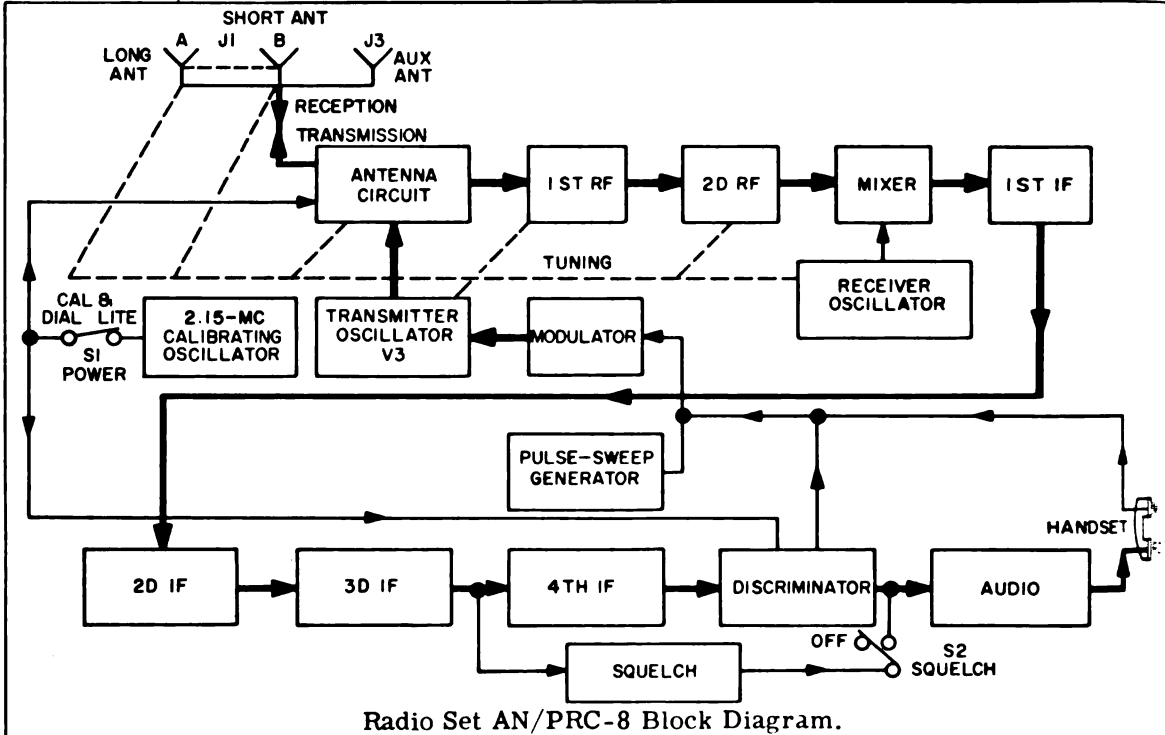 SHORT ANT
A J1 B J3
LONG ANT
AUX ANT
RECEPTION
TRANSMISSION
ANTENNA CIRCUIT
1ST RF
2D RF
MIXER
1ST IF
TUNING
RECEIVER OSCILLATOR
CAL & DIAL LITE
S1
POWER
2.15-MC CALIBRATING OSCILLATOR
TRANSMITTER OSCILLATOR V3
MODULATOR
PULSE-SWEEP GENERATOR
HANDSET
2D IF
3D IF
4TH IF
DISCRIMINATOR
AUDIO
OFF
S2
SQUELCH
SQUELCH
Radio Set AN/PRC-8 Block Diagram.